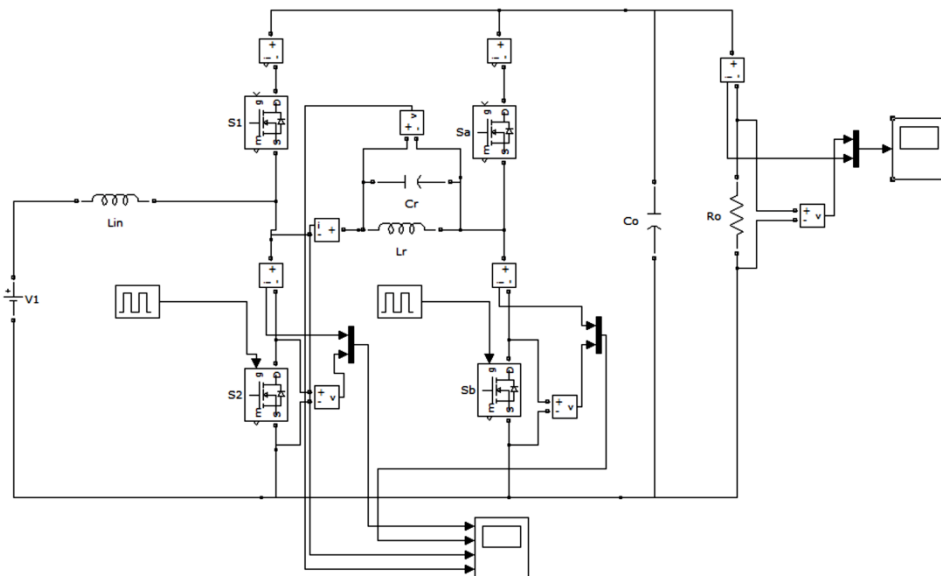 +
i -
+
i -
+
i -
g D
S1
m S
g D
Sa
m S
v
+ -
Cr
Lin
i
- +
Lr
Co
Ro
+
-
v
+
V1
+
i -
+
i -
g D
S2
m S
+
-
v
g D
Sb
m S
+
-
v